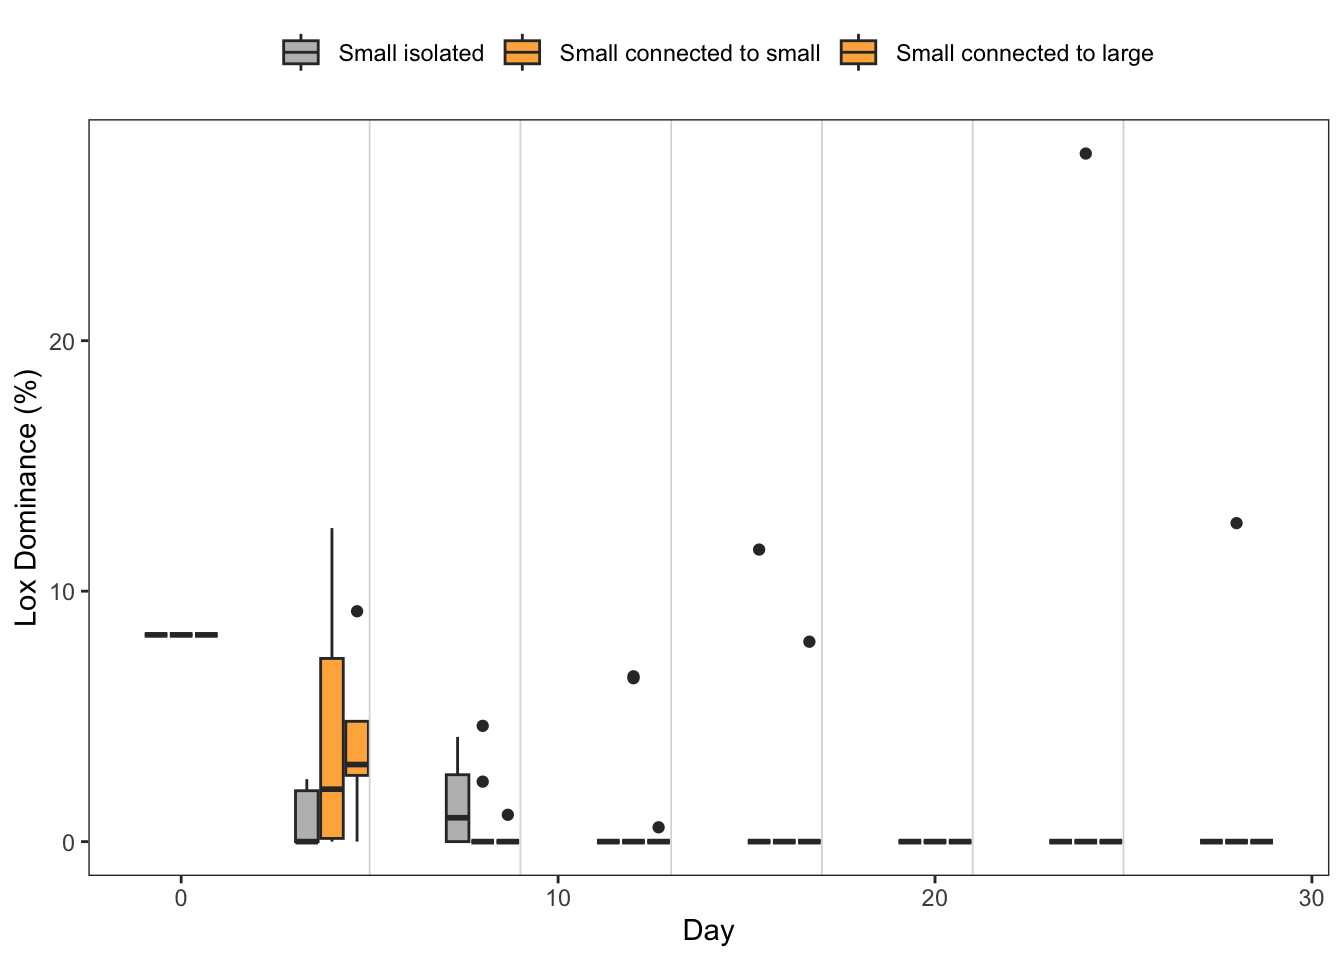 Small isolated Small connected to small Small connected to large
Lox Dominance (%)
20
10
0
0 10 20 30
Day